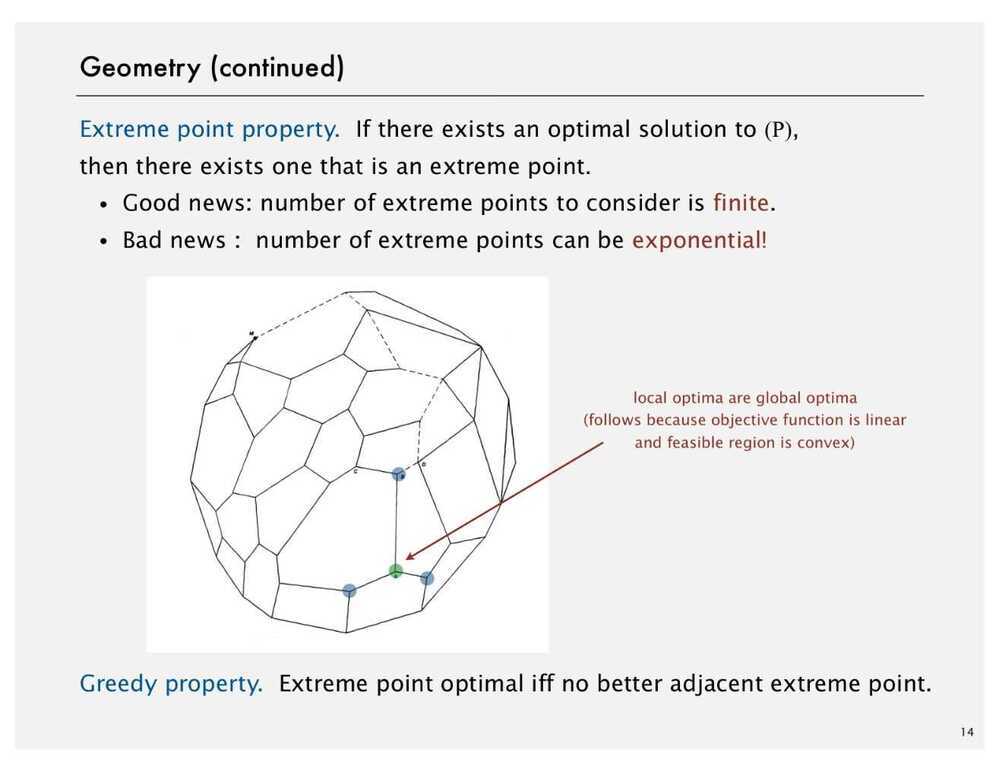 Geometry (continued)
Extreme point property. If there exists an optimal solution to (P),
then there exists one that is an extreme point.
• Good news: number of extreme points to consider is finite.
• Bad news : number of extreme points can be exponential!
local optima are global optima
(follows because objective function is linear
and feasible region is convex)
Greedy property. Extreme point optimal iff no better adjacent extreme point.
14